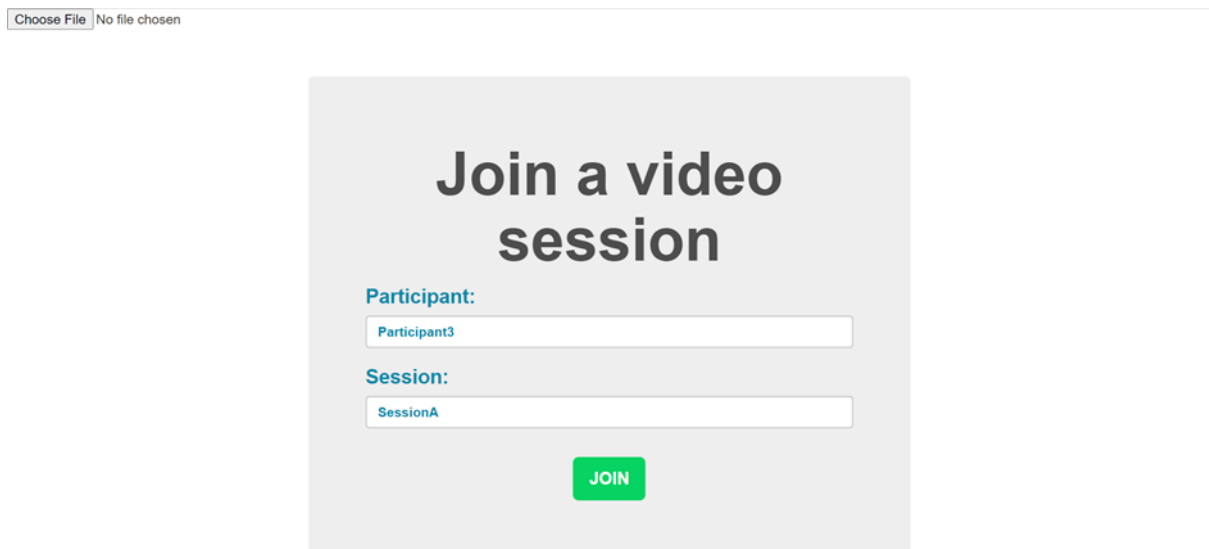 Choose File No file chosen
Join a video
session
Participant:
Participant3
Session:
SessionA
JOIN